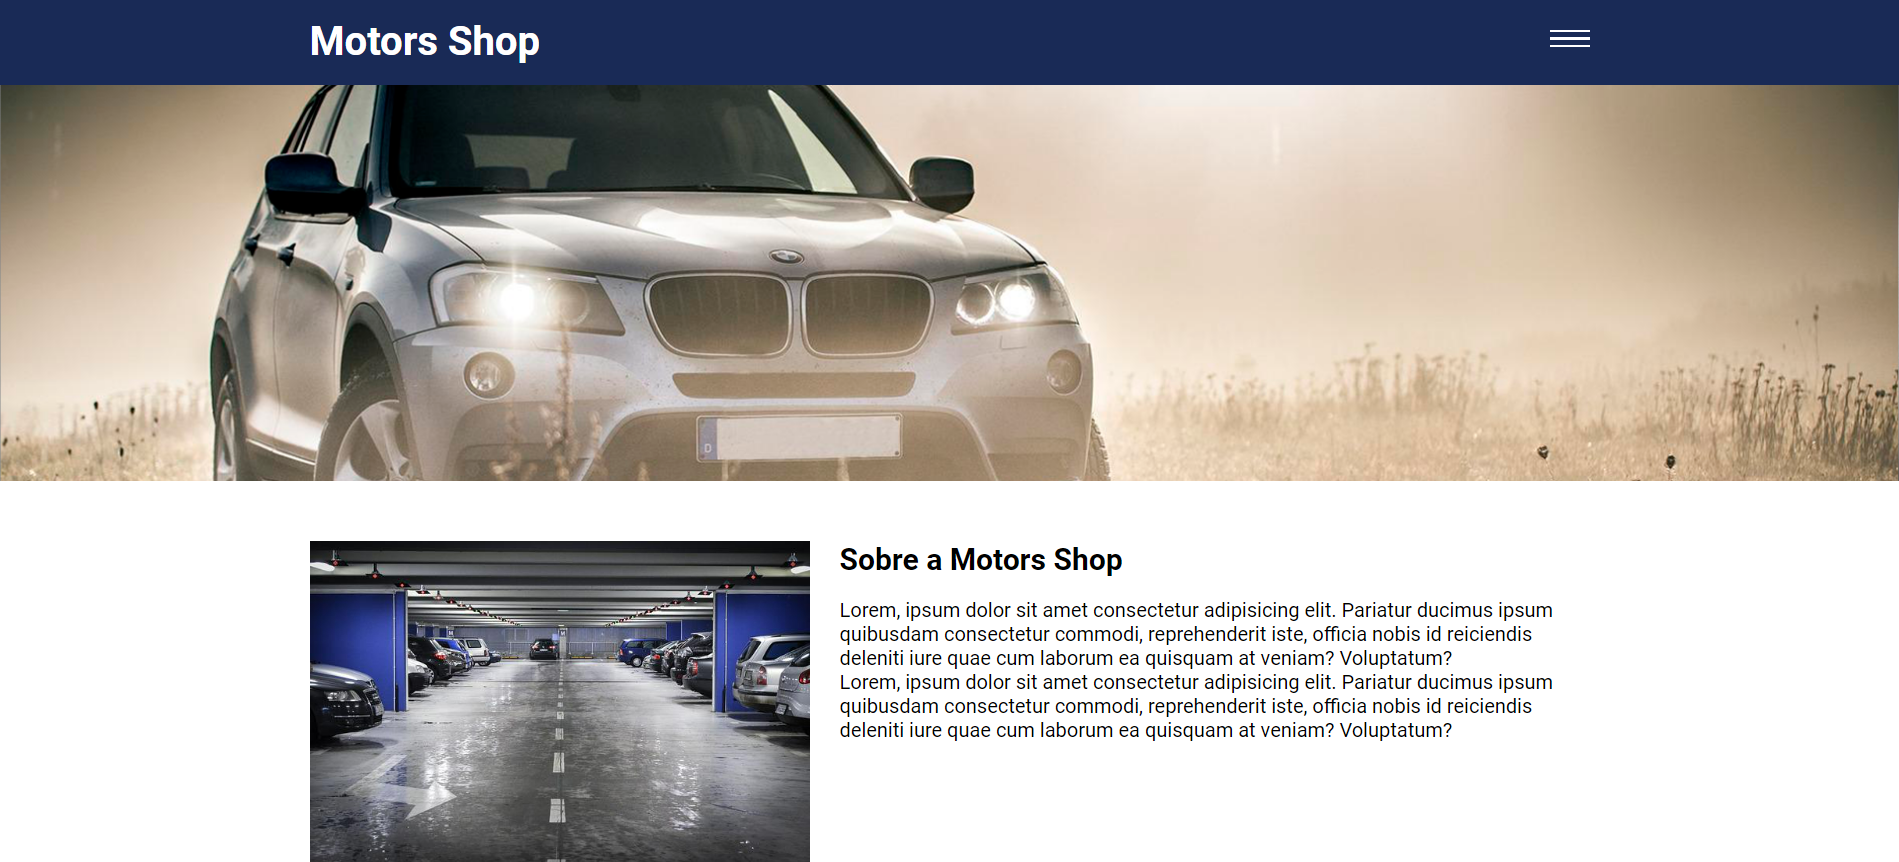 Motors Shop
Sobre a Motors Shop
Lorem, ipsum dolor sit amet consectetur adipisicing elit. Pariatur ducimus ipsum
quibusdam consectetur commodi, reprehenderit iste, officia nobis id reiciendis
deleniti iure quae cum laborum ea quisquam at veniam? Voluptatum?
Lorem, ipsum dolor sit amet consectetur adipisicing elit. Pariatur ducimus ipsum
quibusdam consectetur commodi, reprehenderit iste, officia nobis id reiciendis
deleniti iure quae cum laborum ea quisquam at veniam? Voluptatum?